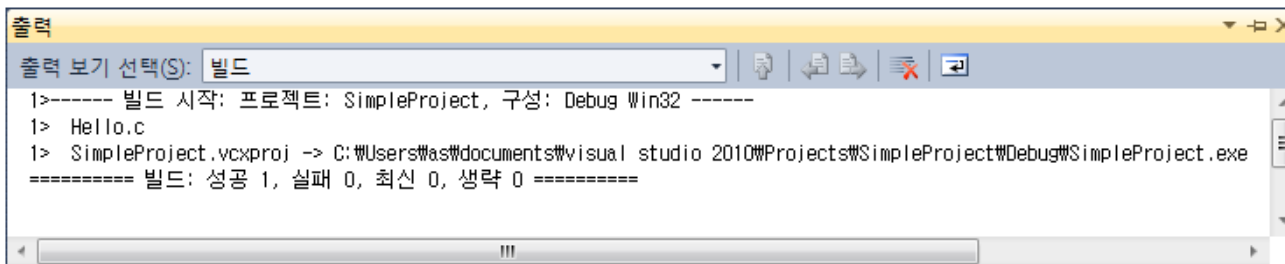 출력
출력 보기 선택(S): 빌드
1>------ 빌드 시작: 프로젝트: SimpleProject, 구성: Debug Win32 ------
1>  Hello.c
1>  SimpleProject.vcxproj -> C:₩Users₩as₩documents₩visual studio 2010₩Projects₩SimpleProject₩Debug₩SimpleProject.exe
========== 빌드: 성공 1, 실패 0, 최신 0, 생략 0 ==========